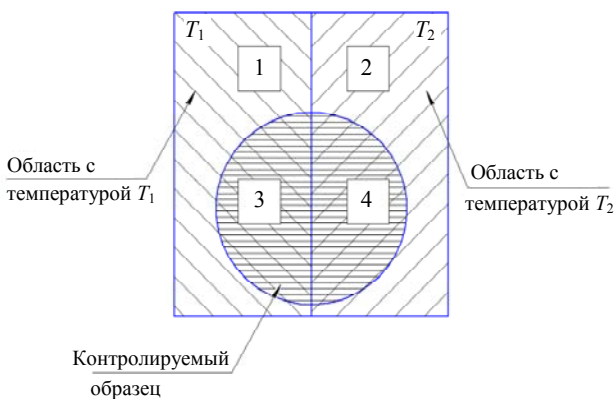 T₁
T₂
1
2
Область с
температурой T₁
Область с
температурой T₂
3
4
Контролируемый
образец